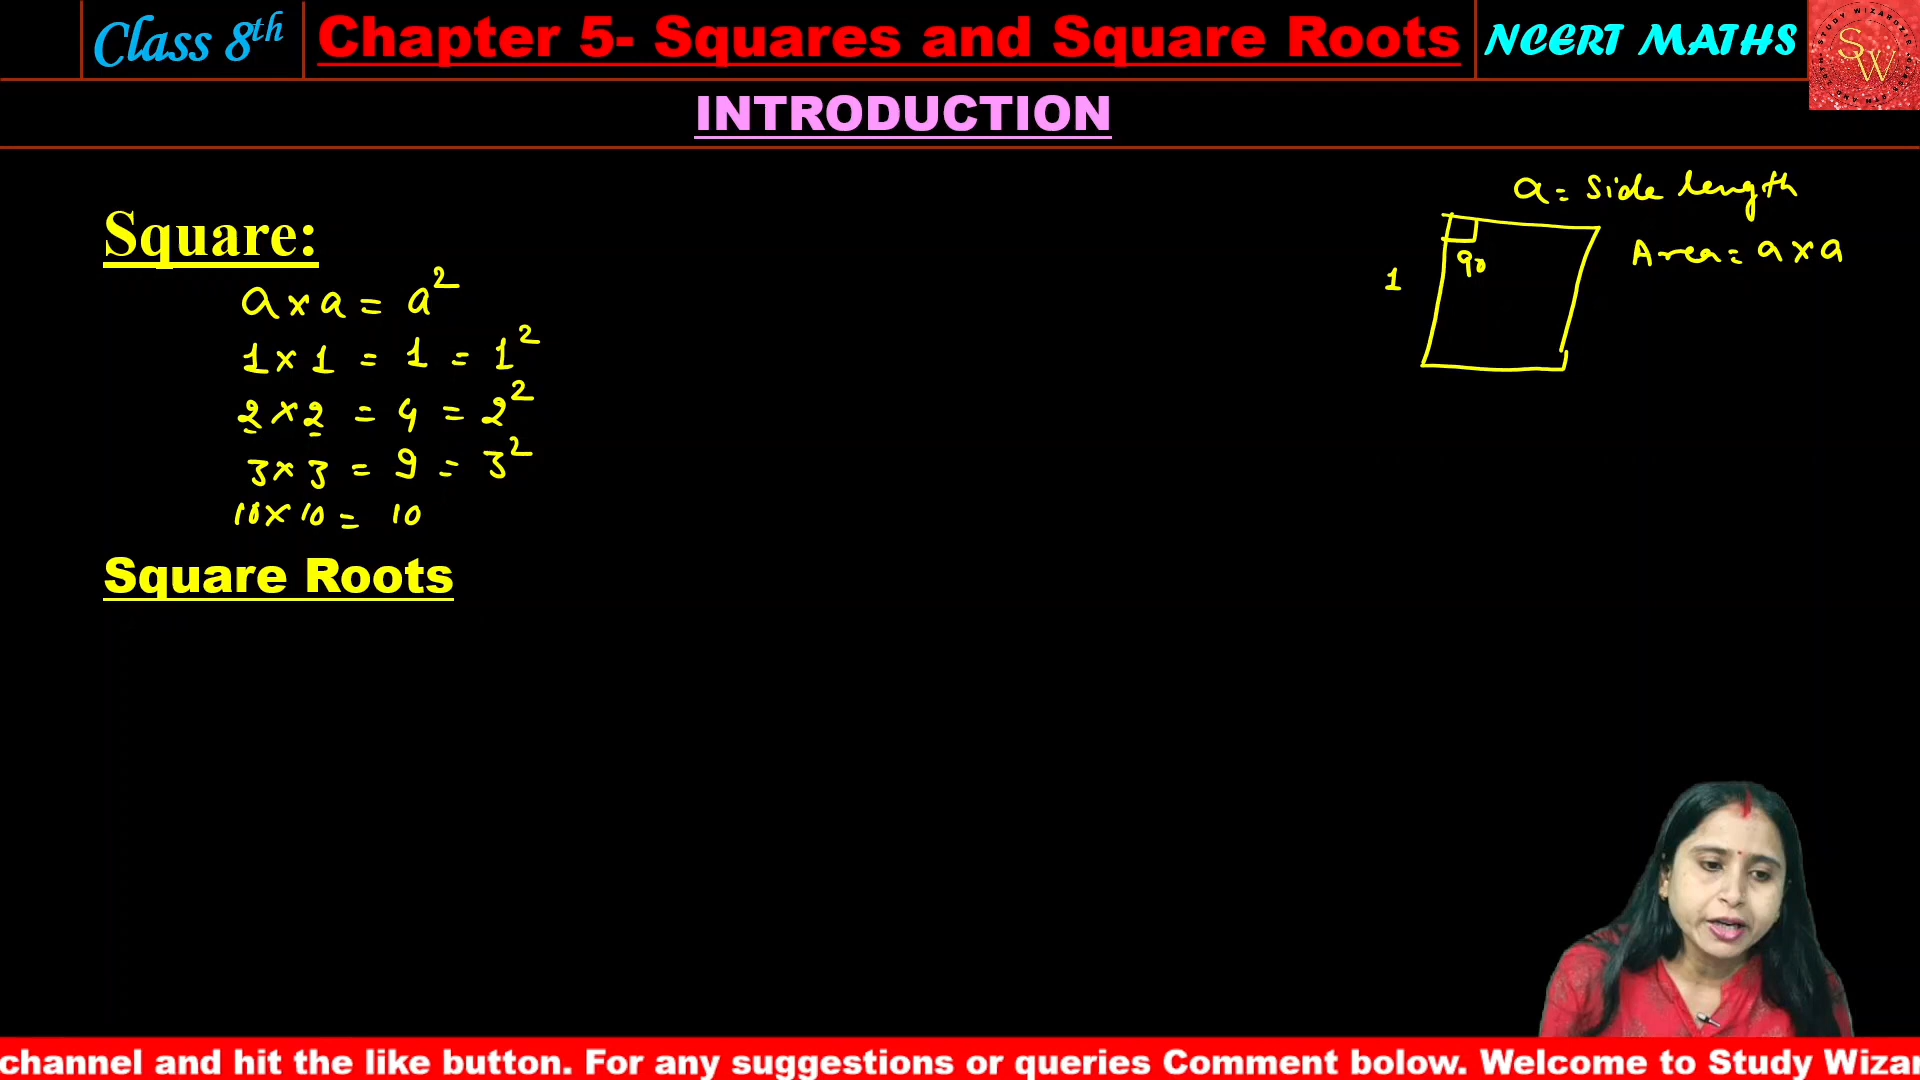 Class 8th
Chapter 5- Squares and Square Roots
NCERT MATHS
SW
INTRODUCTION
a = Side length
Square:
Area = a x a
90
1
a x a = a²
1 x 1 = 1 = 1²
2 x 2 = 4 = 2²
3 x 3 = 9 = 3²
10 x 10 = 10
Square Roots
channel and hit the like button. For any suggestions or queries Comment bolow. Welcome to Study Wizar